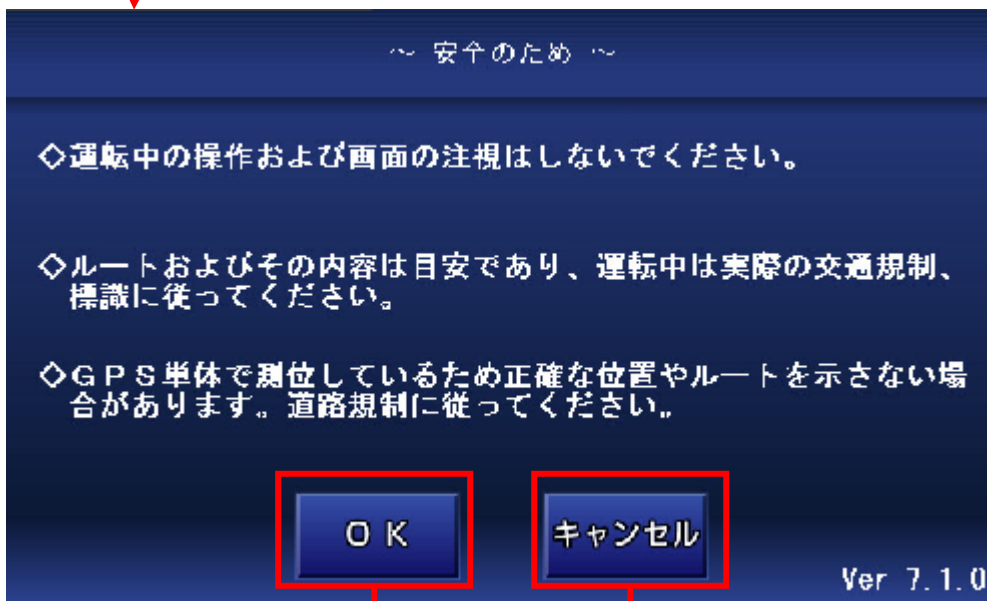 ～ 安全のため ～
◇運転中の操作および画面の注視はしないでください。
◇ルートおよびその内容は目安であり、運転中は実際の交通規制、
標識に従ってください。
◇ＧＰＳ単体で測位しているため正確な位置やルートを示さない場
合があります。道路規制に従ってください。
ＯＫ
キャンセル
Ver 7.1.0